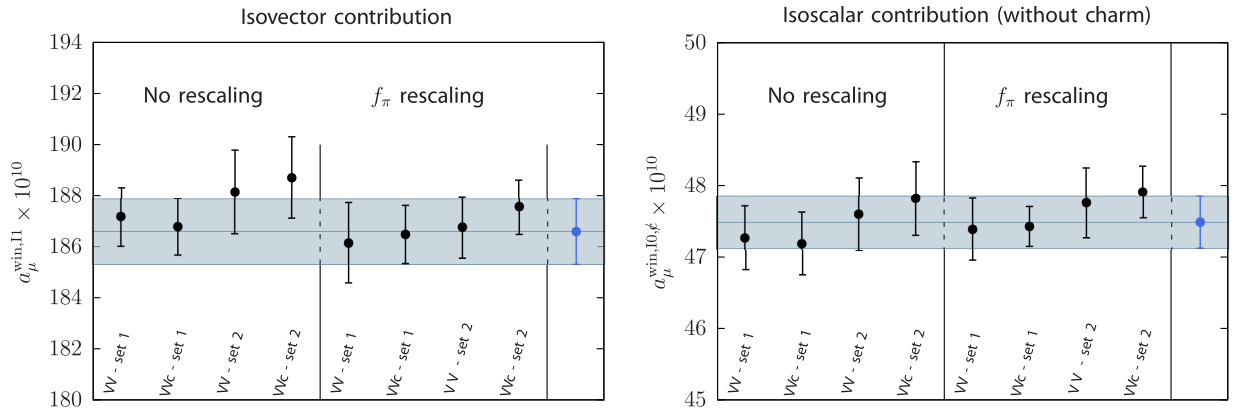 Isovector contribution
194
192
190
188
186
184
182
180
a_μ^{win,I1} × 10^{10}
No rescaling
f_π rescaling
VV - set 1
VVc - set 1
VV - set 2
VVc - set 2
VV - set 1
VVc - set 1
V V - set 2
VVc - set 2
Isoscalar contribution (without charm)
50
49
48
47
46
45
a_μ^{win,I0,c̸} × 10^{10}
No rescaling
f_π rescaling
VV - set 1
VVc - set 1
VV - set 2
VVc - set 2
VV - set 1
VVc - set 1
V V - set 2
VVc - set 2